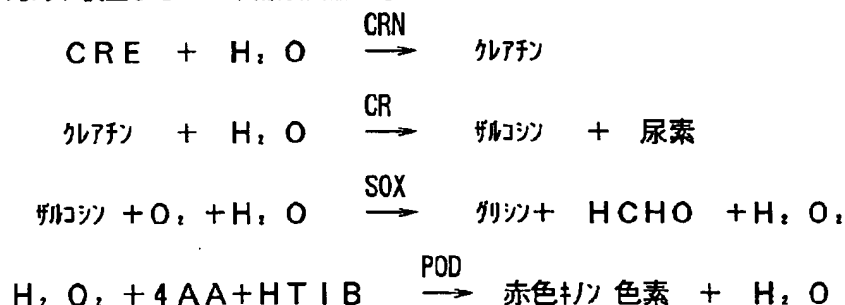 CRN
CRE + H₂O → クレアチン
CR
クレアチン + H₂O → ザルコシン + 尿素
SOX
ザルコシン +O₂ +H₂O → グリシン+ HCHO +H₂O₂
POD
H₂O₂ +4AA+HTIB → 赤色キノン 色素 + H₂O